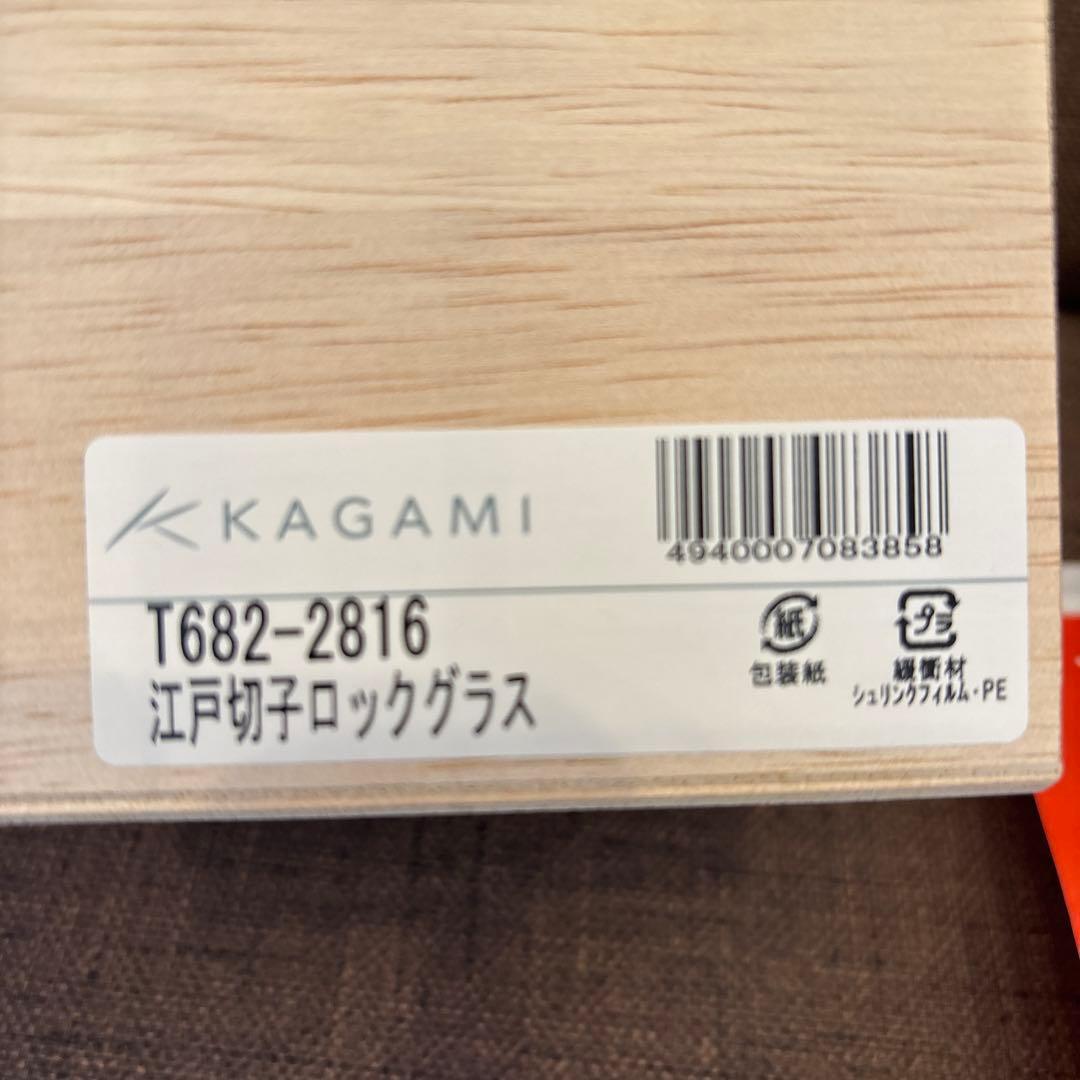 KAGAMI
4940007083858
T682-2816
江戸切子ロックグラス
紙
包装紙
プラ
緩衝材
シュリンクフィルム・PE